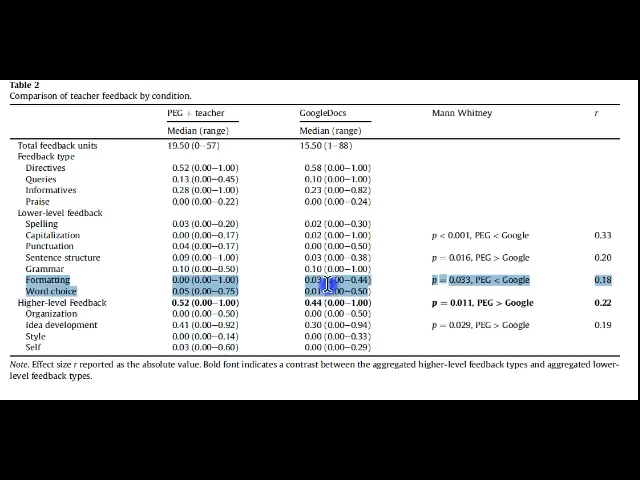 Table 2
Comparison of teacher feedback by condition.
PEG + teacher GoogleDocs Mann Whitney r
Median (range) Median (range)
Total feedback units 19.50 (0–57) 15.50 (1–88)
Feedback type
Directives 0.52 (0.00–1.00) 0.58 (0.00–1.00)
Queries 0.13 (0.00–0.45) 0.10 (0.00–1.00)
Informatives 0.28 (0.00–1.00) 0.23 (0.00–0.82)
Praise 0.00 (0.00–0.22) 0.00 (0.00–0.24)
Lower-level feedback
Spelling 0.03 (0.00–0.20) 0.02 (0.00–0.30)
Capitalization 0.00 (0.00–0.17) 0.02 (0.00–1.00) p < 0.001, PEG < Google 0.33
Punctuation 0.04 (0.00–0.17) 0.00 (0.00–0.50)
Sentence structure 0.09 (0.00–1.00) 0.03 (0.00–0.38) p = 0.016, PEG > Google 0.20
Grammar 0.10 (0.00–0.50) 0.10 (0.00–1.00)
Formatting 0.00 (0.00–1.00) 0.03 (0.00–0.44) p = 0.033, PEG < Google 0.18
Word choice 0.05 (0.00–0.75) 0.01 (0.00–0.50)
Higher-level Feedback 0.52 (0.00–1.00) 0.44 (0.00–1.00) p = 0.011, PEG > Google 0.22
Organization 0.00 (0.00–0.50) 0.00 (0.00–0.50)
Idea development 0.41 (0.00–0.92) 0.30 (0.00–0.94) p = 0.029, PEG > Google 0.19
Style 0.00 (0.00–0.14) 0.00 (0.00–0.33)
Self 0.03 (0.00–0.60) 0.00 (0.00–0.29)
Note. Effect size r reported as the absolute value. Bold font indicates a contrast between the aggregated higher-level feedback types and aggregated lower-
level feedback types.